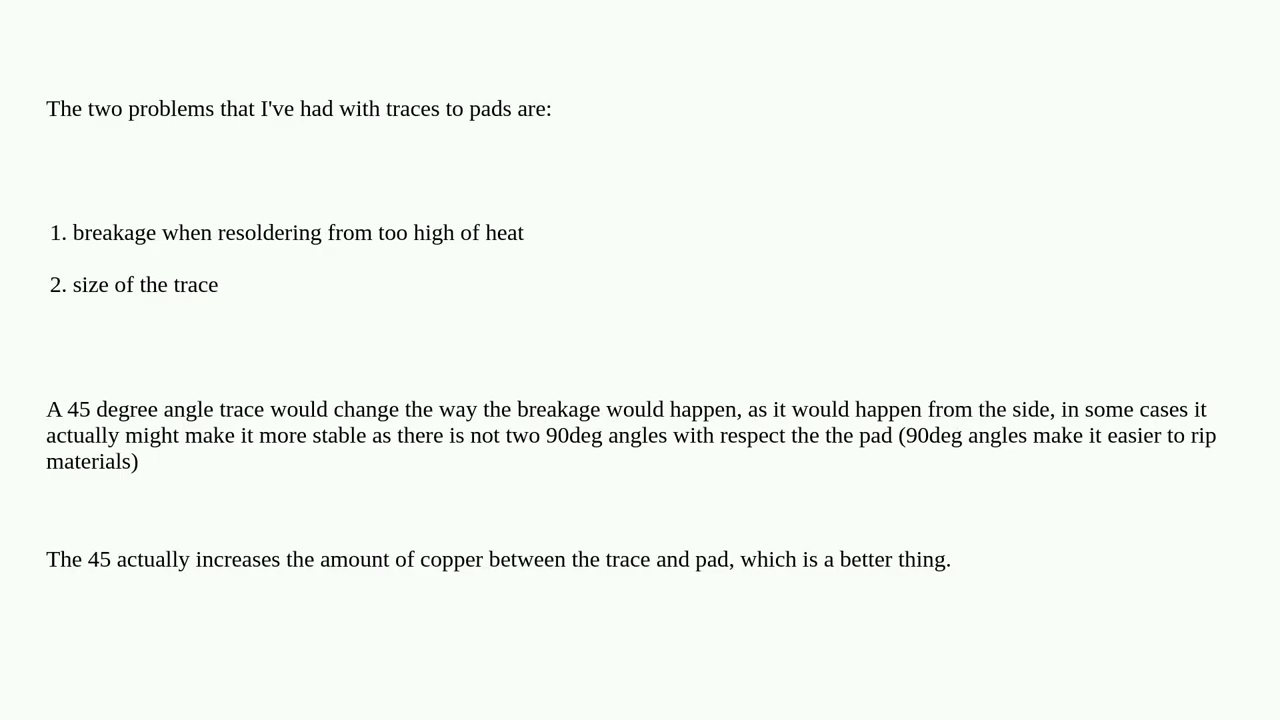 The two problems that I've had with traces to pads are:
1. breakage when resoldering from too high of heat
2. size of the trace
A 45 degree angle trace would change the way the breakage would happen, as it would happen from the side, in some cases it
actually might make it more stable as there is not two 90deg angles with respect the the pad (90deg angles make it easier to rip
materials)
The 45 actually increases the amount of copper between the trace and pad, which is a better thing.